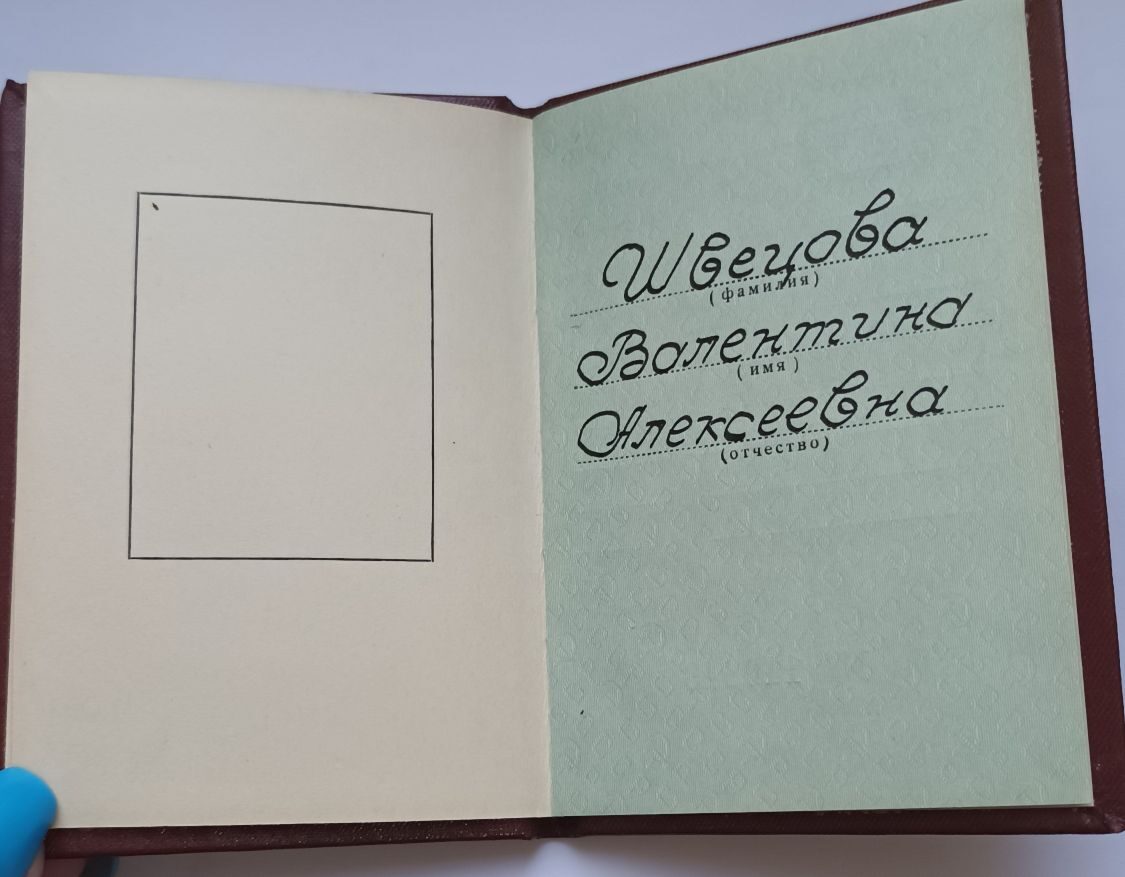 Швецова
(фамилия)
Валентина
(имя)
Алексеевна
(отчество)